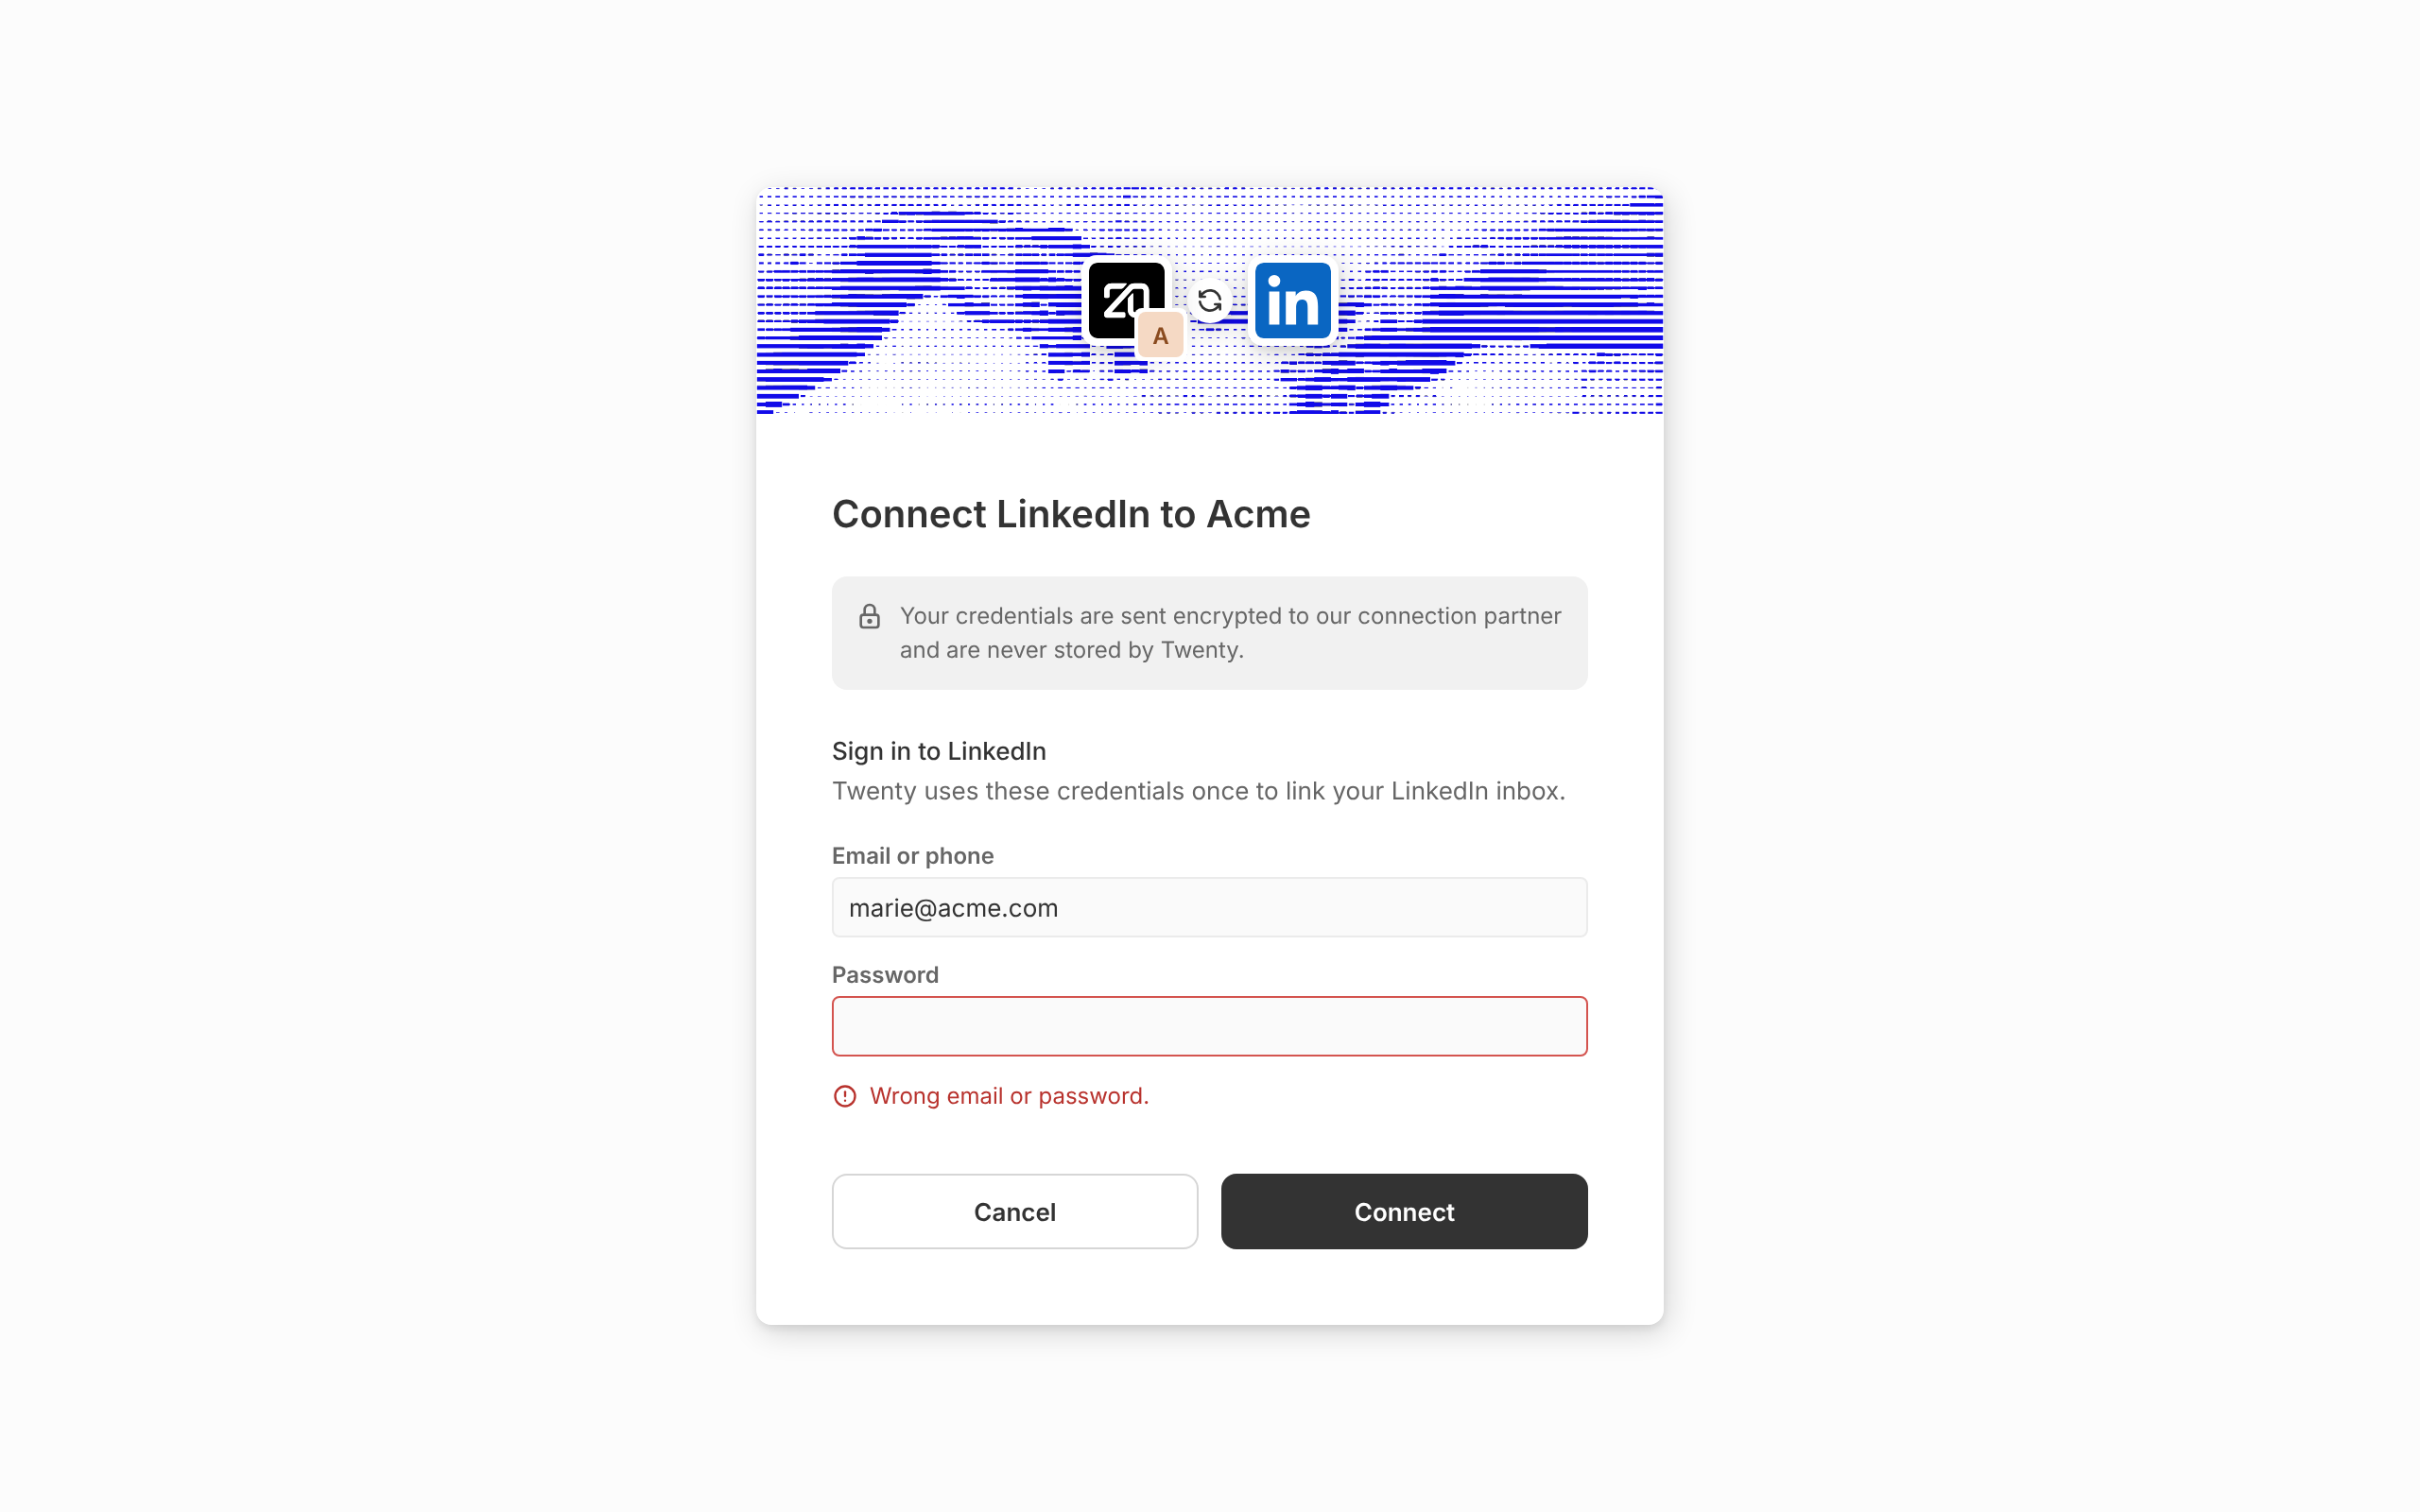 20
A
in
Connect LinkedIn to Acme
Your credentials are sent encrypted to our connection partner
and are never stored by Twenty.
Sign in to LinkedIn
Twenty uses these credentials once to link your LinkedIn inbox.
Email or phone
marie@acme.com
Password
Wrong email or password.
Cancel
Connect